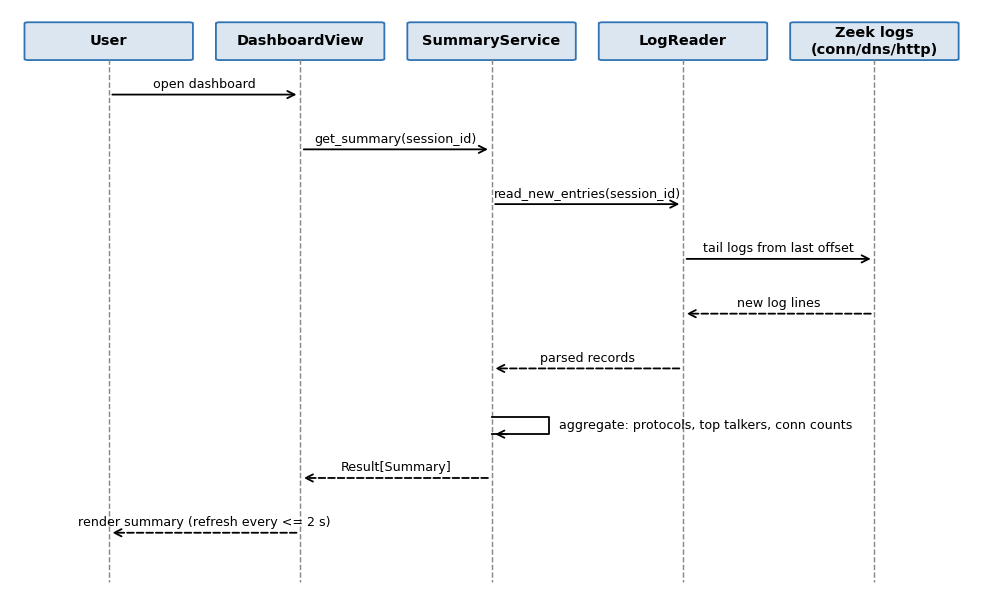 User
DashboardView
SummaryService
LogReader
Zeek logs
(conn/dns/http)
open dashboard
get_summary(session_id)
read_new_entries(session_id)
tail logs from last offset
new log lines
parsed records
aggregate: protocols, top talkers, conn counts
Result[Summary]
render summary (refresh every <= 2 s)